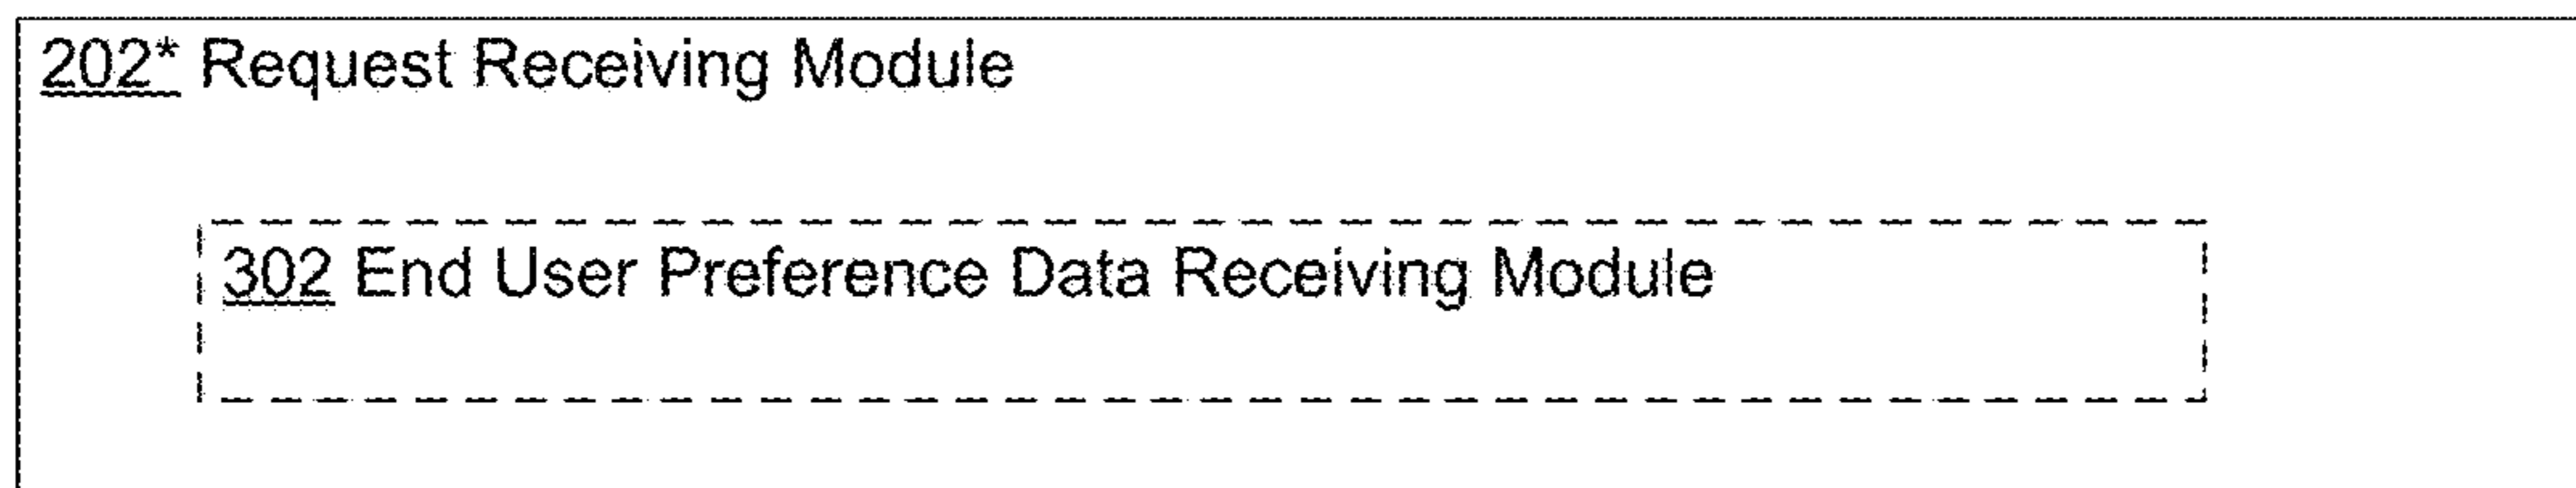 202* Request Receiving Module
302 End User Preference Data Receiving Module